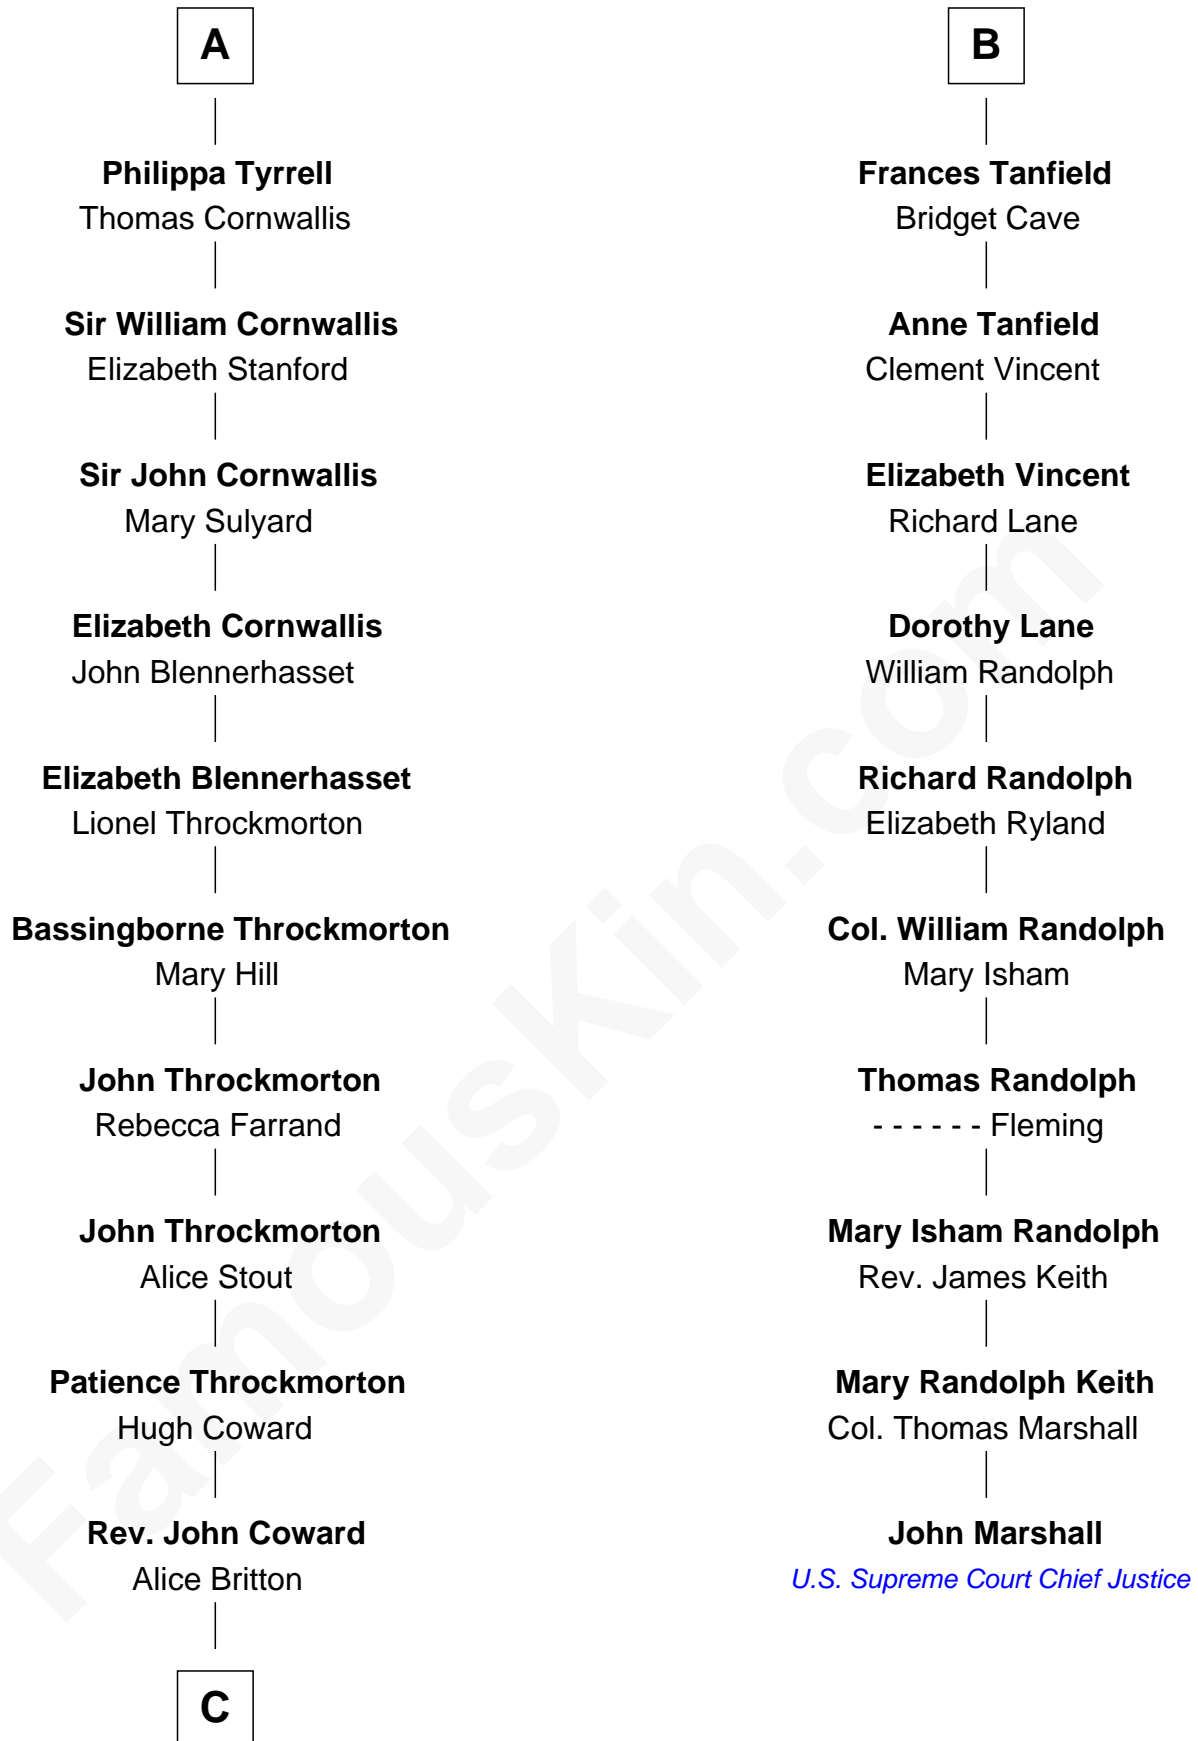 A
Philippa Tyrrell
Thomas Cornwallis
Sir William Cornwallis
Elizabeth Stanford
Sir John Cornwallis
Mary Sulyard
Elizabeth Cornwallis
John Blennerhasset
Elizabeth Blennerhasset
Lionel Throckmorton
Bassingborne Throckmorton
Mary Hill
John Throckmorton
Rebecca Farrand
John Throckmorton
Alice Stout
Patience Throckmorton
Hugh Coward
Rev. John Coward
Alice Britton
C
B
Frances Tanfield
Bridget Cave
Anne Tanfield
Clement Vincent
Elizabeth Vincent
Richard Lane
Dorothy Lane
William Randolph
Richard Randolph
Elizabeth Ryland
Col. William Randolph
Mary Isham
Thomas Randolph
- - - - - - Fleming
Mary Isham Randolph
Rev. James Keith
Mary Randolph Keith
Col. Thomas Marshall
John Marshall
U.S. Supreme Court Chief Justice
FamousKin.com